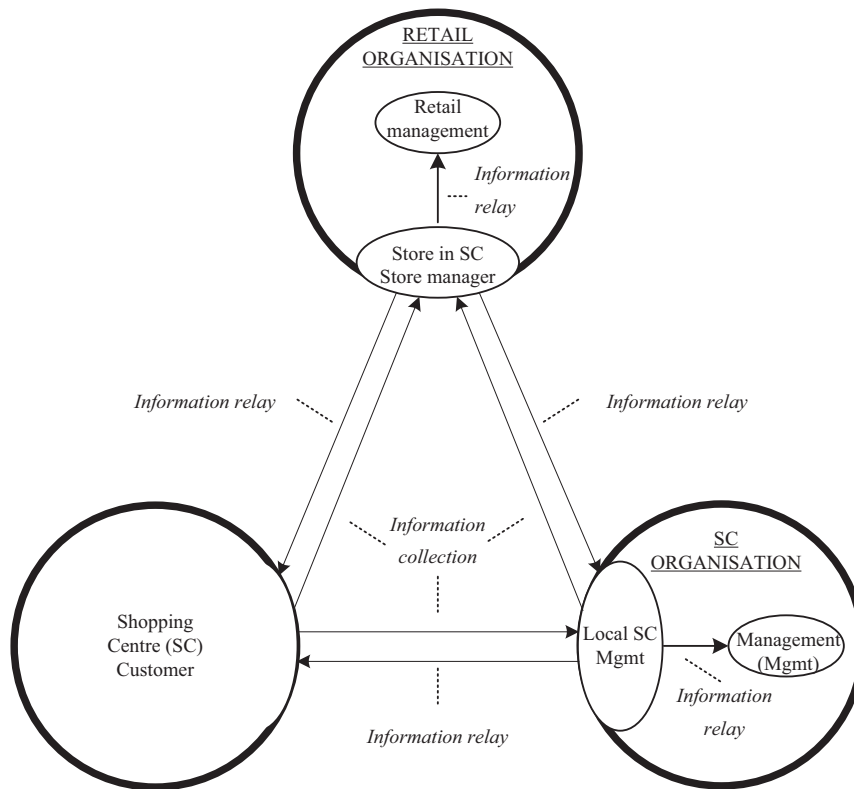 RETAIL
ORGANISATION
Retail
management
Information
relay
Store in SC
Store manager
Information relay
Information relay
Information
collection
SC
ORGANISATION
Shopping
Centre (SC)
Customer
Local SC
Mgmt
Management
(Mgmt)
Information
relay
Information relay